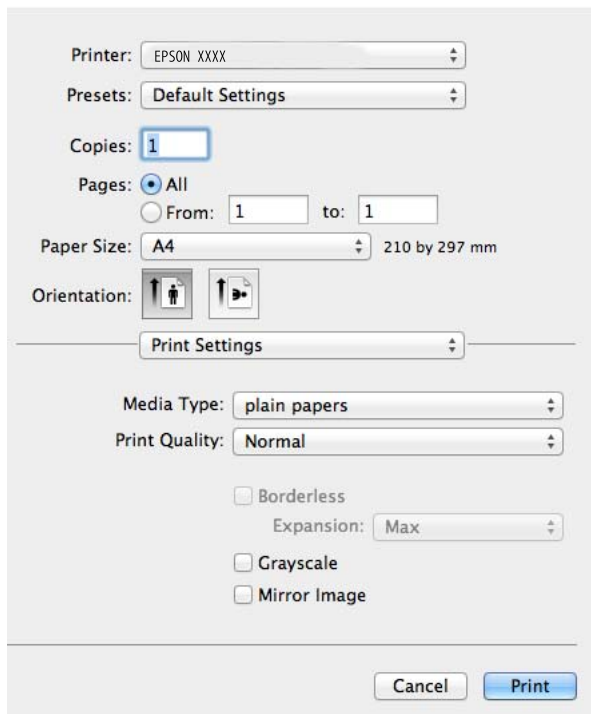 Printer: EPSON XXXX
Presets: Default Settings
Copies: 1
Pages: All
From: 1 to: 1
Paper Size: A4 210 by 297 mm
Orientation:
Print Settings
Media Type: plain papers
Print Quality: Normal
Borderless
Expansion: Max
Grayscale
Mirror Image
Cancel Print